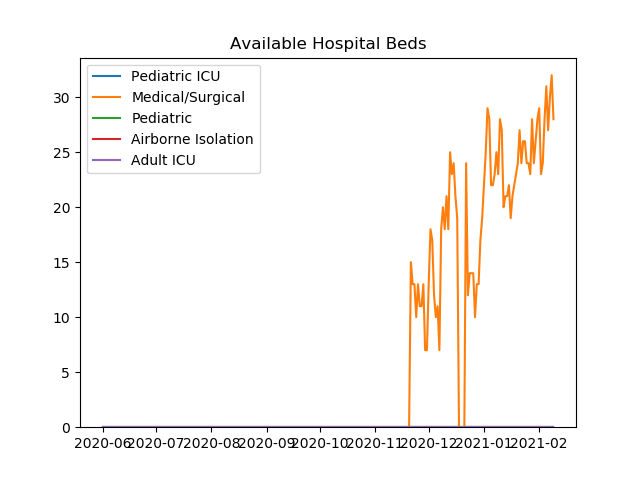 Available Hospital Beds
Pediatric ICU
Medical/Surgical
Pediatric
Airborne Isolation
Adult ICU
30
25
20
15
10
5
0
2020-06 2020-07 2020-08 2020-09 2020-10 2020-11 2020-12 2021-01 2021-02